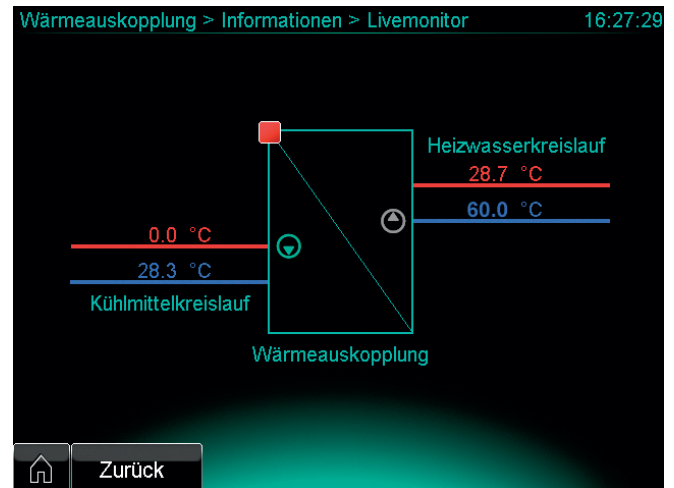 Wärmeauskopplung > Informationen > Livemonitor 16:27:29
Heizwasserkreislauf
28.7 °C
60.0 °C
0.0 °C
28.3 °C
Kühlmittelkreislauf
Wärmeauskopplung
Zurück